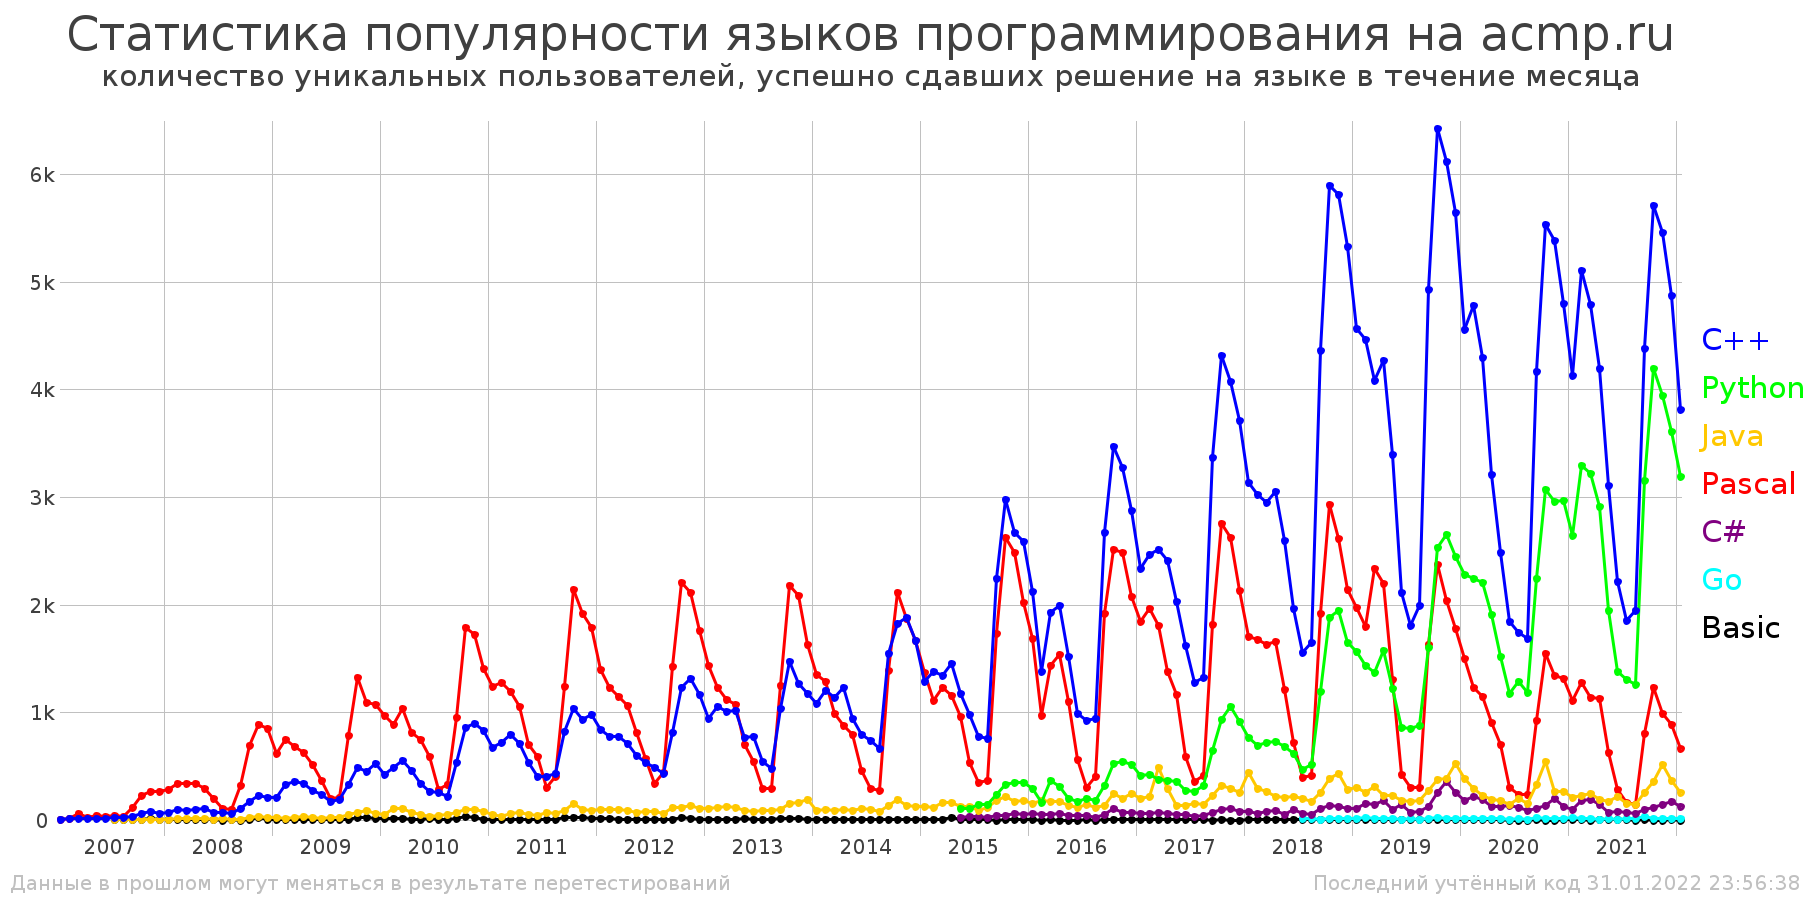 Статистика популярности языков программирования на acmp.ru
количество уникальных пользователей, успешно сдавших решение на языке в течение месяца
6k
5k
4k
3k
2k
1k
0
C++
Python
Java
Pascal
C#
Go
Basic
2007 2008 2009 2010 2011 2012 2013 2014 2015 2016 2017 2018 2019 2020 2021
Данные в прошлом могут меняться в результате перетестирований
Последний учтённый код 31.01.2022 23:56:38